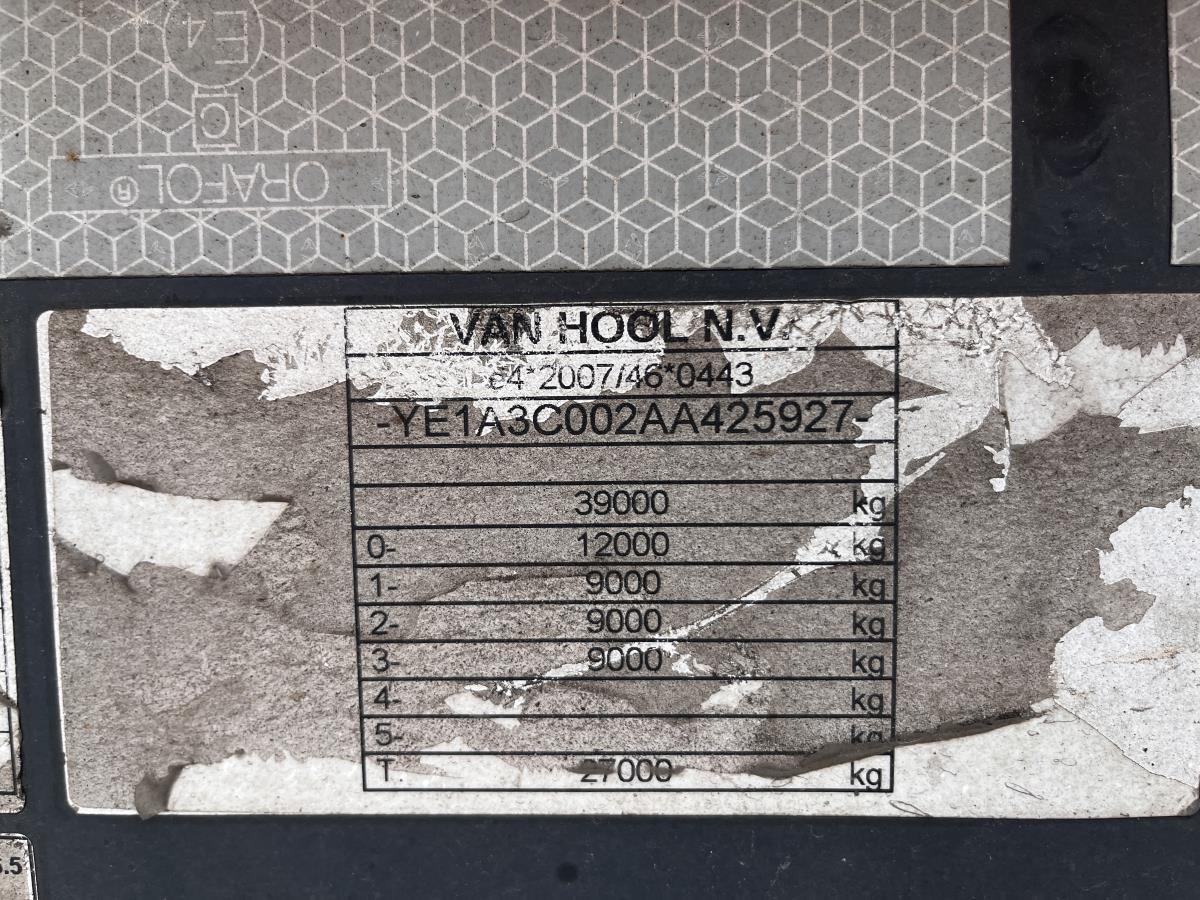 E4
C
ORAFOL®
VAN HOOL N.V.
e4*2007/46*0443
-YE1A3C002AA425927-
39000 kg
0- 12000 kg
1- 9000 kg
2- 9000 kg
3- 9000 kg
4- kg
5- kg
T. 27000 kg